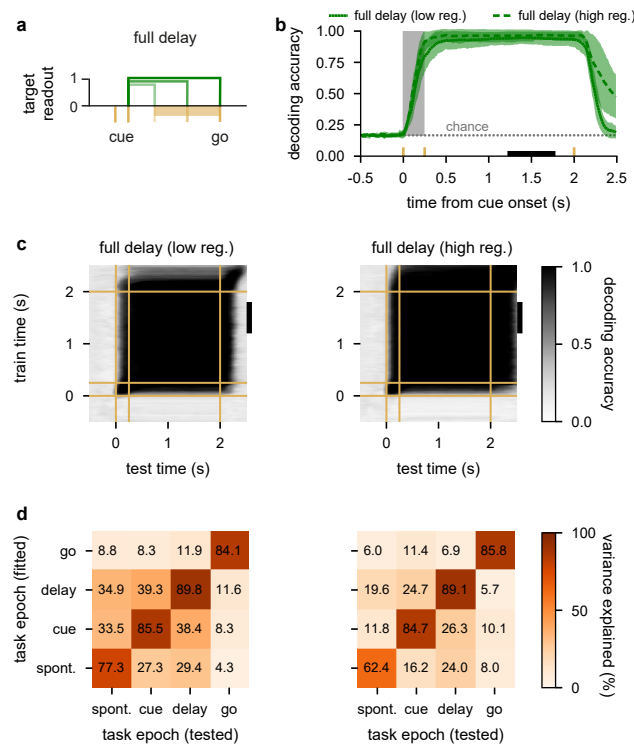 a
full delay
target
readout
1
0
cue
go
b
full delay (low reg.)
full delay (high reg.)
decoding accuracy
1.00
0.75
0.50
0.25
0.00
chance
-0.5
0
0.5
1.0
1.5
2.0
2.5
time from cue onset (s)
c
full delay (low reg.)
full delay (high reg.)
train time (s)
2
1
0
0
1
2
test time (s)
0
1
2
test time (s)
1.0
0.5
0.0
decoding accuracy
d
task epoch (fitted)
go
8.8 8.3 11.9 84.1
delay
34.9 39.3 89.8 11.6
cue
33.5 85.5 38.4 8.3
spont.
77.3 27.3 29.4 4.3
spont. cue delay go
task epoch (tested)
6.0 11.4 6.9 85.8
19.6 24.7 89.1 5.7
11.8 84.7 26.3 10.1
62.4 16.2 24.0 8.0
spont. cue delay go
task epoch (tested)
100
50
0
variance explained (%)